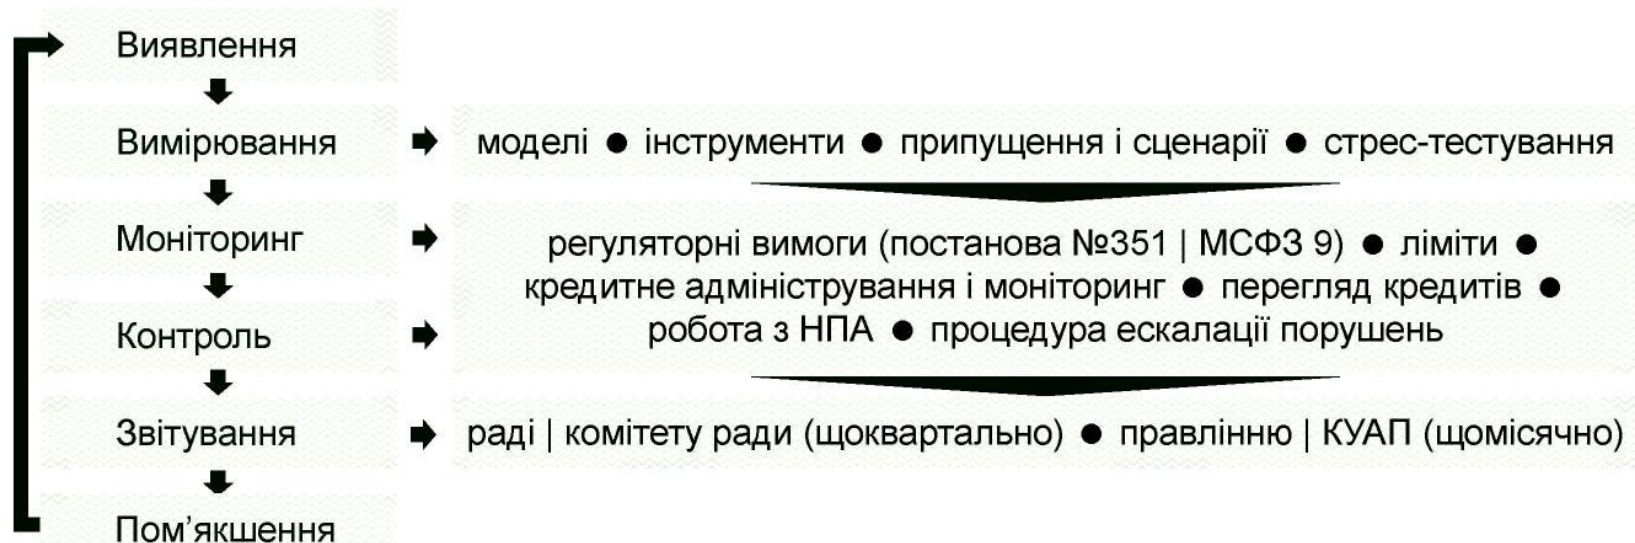 Виявлення
Вимірювання
моделі ● інструменти ● припущення і сценарії ● стрес-тестування
Моніторинг
регуляторні вимоги (постанова №351 | МСФЗ 9) ● ліміти ●
кредитне адміністрування і моніторинг ● перегляд кредитів ●
робота з НПА ● процедура ескалації порушень
Контроль
Звітування
раді | комітету ради (щоквартально) ● правлінню | КУАП (щомісячно)
Пом’якшення